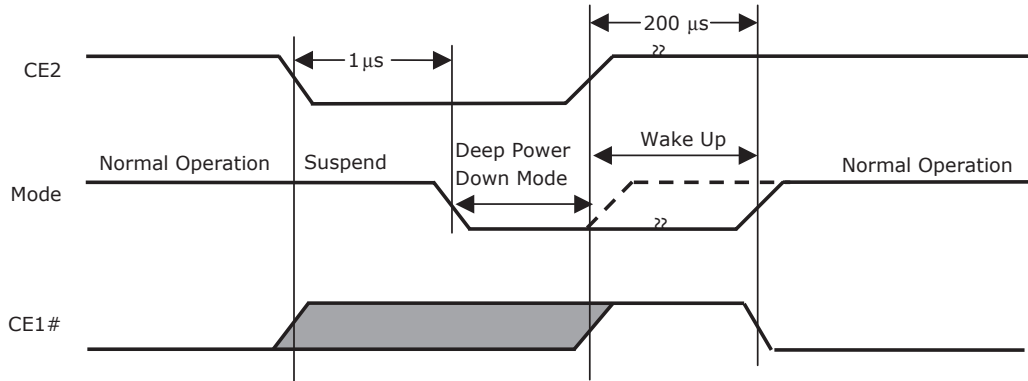 200 μs
CE2
1 μs
Normal Operation
Suspend
Deep Power
Down Mode
Wake Up
Normal Operation
Mode
CE1#